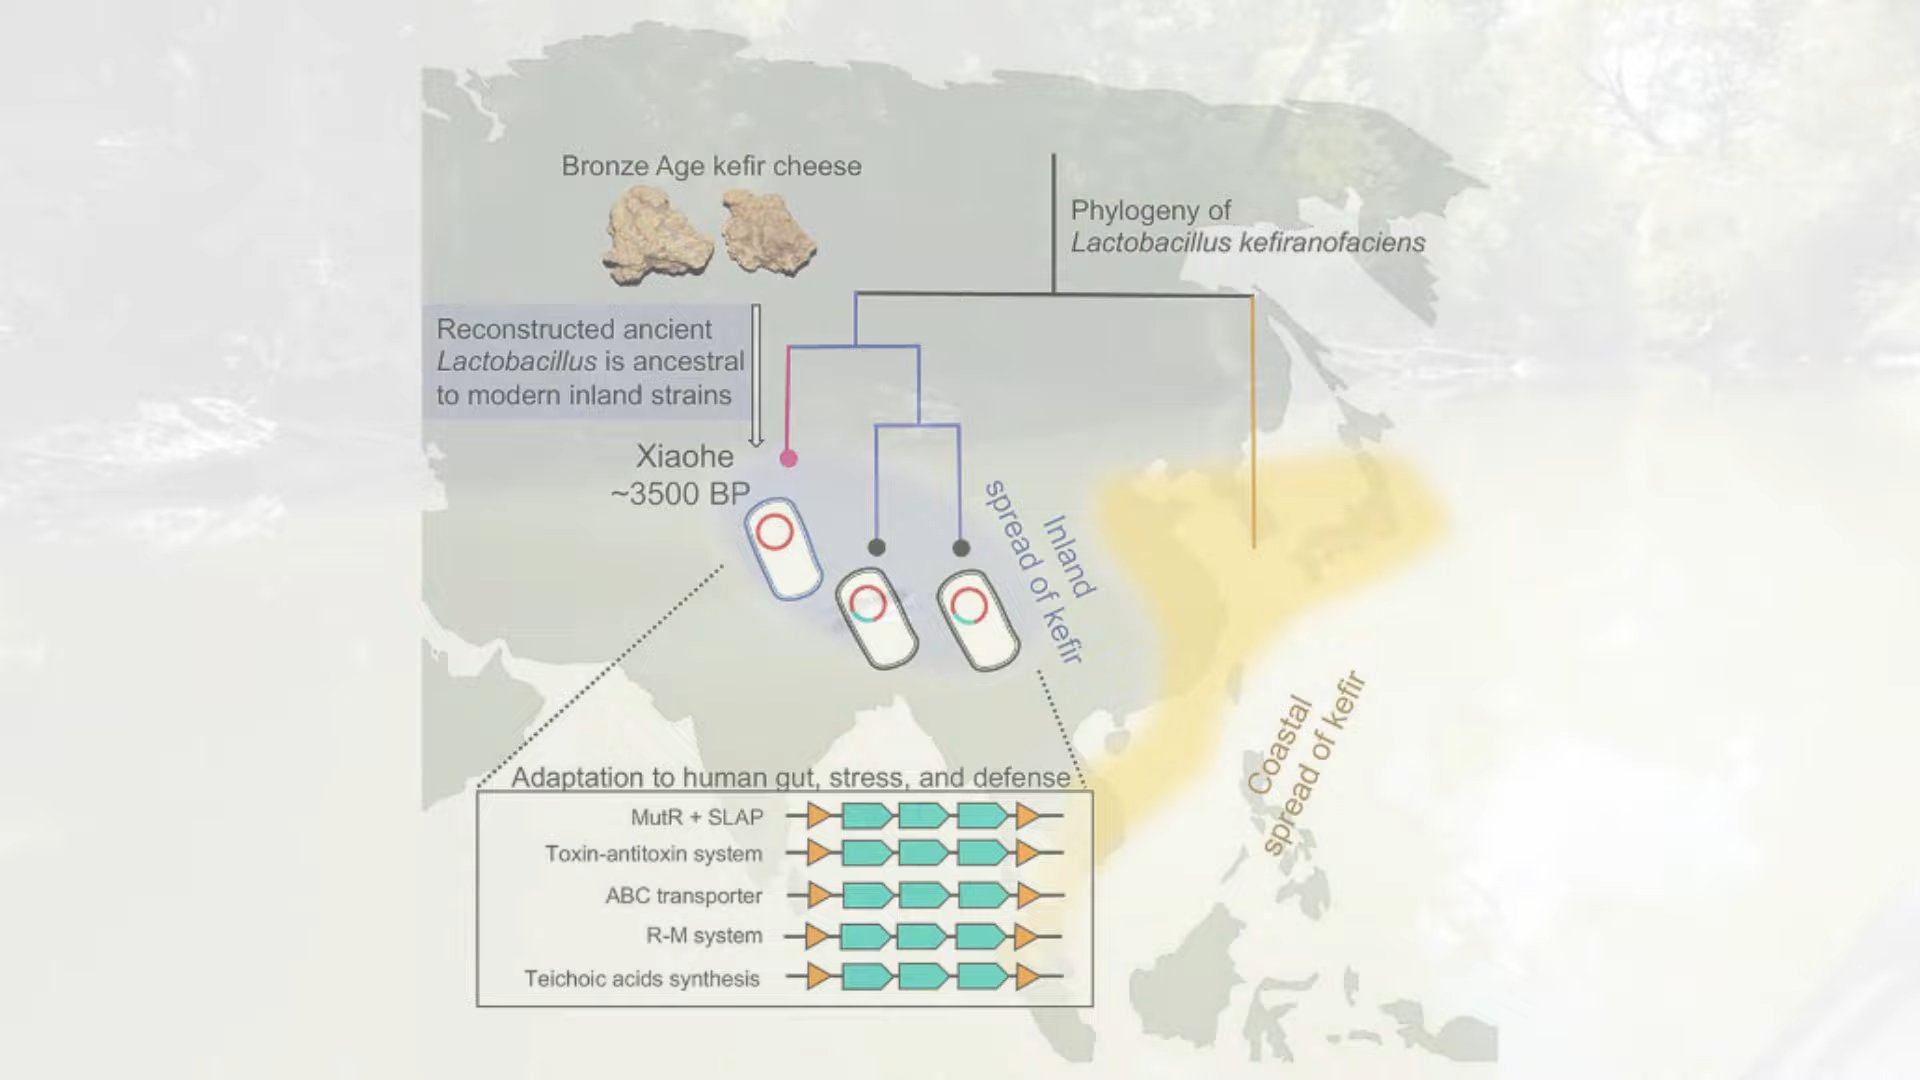 Bronze Age kefir cheese
Phylogeny of
Lactobacillus kefiranofaciens
Reconstructed ancient
Lactobacillus is ancestral
to modern inland strains
Xiaohe
~3500 BP
Inland
spread of kefir
Coastal
spread of kefir
Adaptation to human gut, stress, and defense
MutR + SLAP
Toxin-antitoxin system
ABC transporter
R-M system
Teichoic acids synthesis